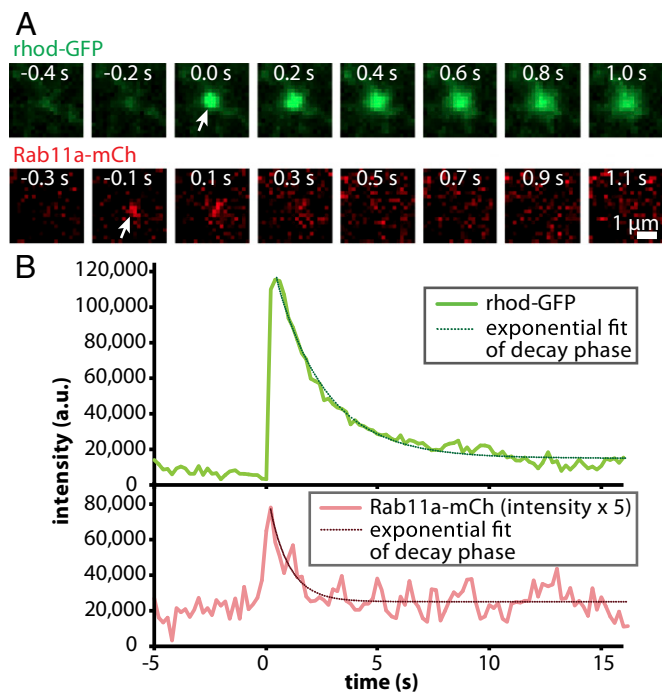 A
rhod-GFP
-0.4 s -0.2 s 0.0 s 0.2 s 0.4 s 0.6 s 0.8 s 1.0 s
Rab11a-mCh
-0.3 s -0.1 s 0.1 s 0.3 s 0.5 s 0.7 s 0.9 s 1.1 s
1 µm
B
intensity (a.u.)
120,000
100,000
80,000
60,000
40,000
20,000
0
rhod-GFP
exponential fit
of decay phase
80,000
60,000
40,000
20,000
0
Rab11a-mCh (intensity x 5)
exponential fit
of decay phase
-5 0 5 10 15
time (s)